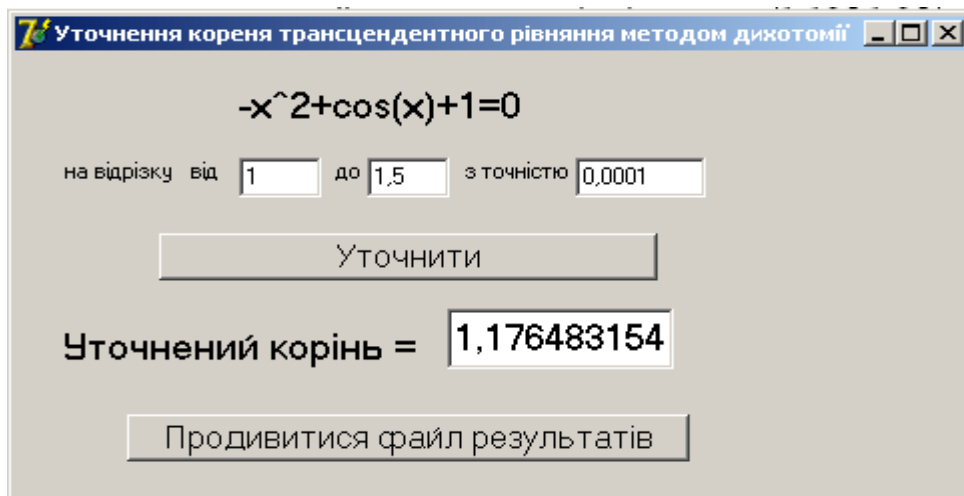 Уточнення кореня трансцендентного рівняння методом дихотомії
-x^2+cos(x)+1=0
на відрізку від 1 до 1,5 з точністю 0,0001
Уточнити
Уточнений корінь = 1,176483154
Продивитися файл результатів